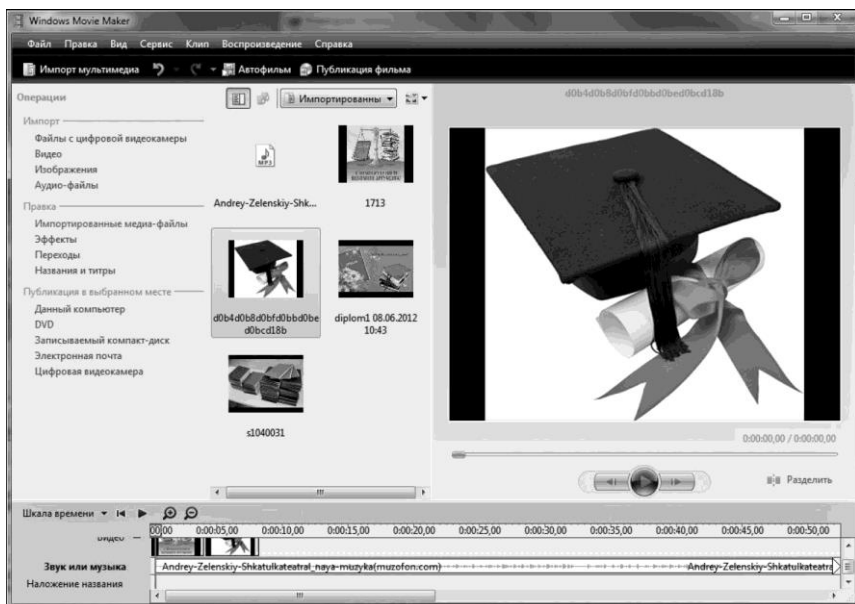 Windows Movie Maker
Файл Правка Вид Сервис Клип Воспроизведение Справка
Импорт мультимедиа Автофильм Публикация фильма
Операции
Импорт
Файлы с цифровой видеокамеры
Видео
Изображения
Аудио-файлы
Правка
Импортированные медиа-файлы
Эффекты
Переходы
Названия и титры
Публикация в выбранном месте
Данный компьютер
DVD
Записываемый компакт-диск
Электронная почта
Цифровая видеокамера
Импортированны
MP3
Andrey-Zelenskiy-Shk...
1713
d0b4d0b8d0bfd0bbd0be
d0bcd18b
diplom1 08.06.2012
10:43
s1040031
d0b4d0b8d0bfd0bbd0bed0bcd18b
0:00:00,00 / 0:00:00,00
Разделить
Шкала времени
00:00 0:00:05,00 0:00:10,00 0:00:15,00 0:00:20,00 0:00:25,00 0:00:30,00 0:00:35,00 0:00:40,00 0:00:45,00 0:00:50,00
Видео
Звук или музыка Andrey-Zelenskiy-Shkatulkateatral_naya-muzyka(muzofon.com) Andrey-Zelenskiy-Shkatulkateatra
Наложение названия